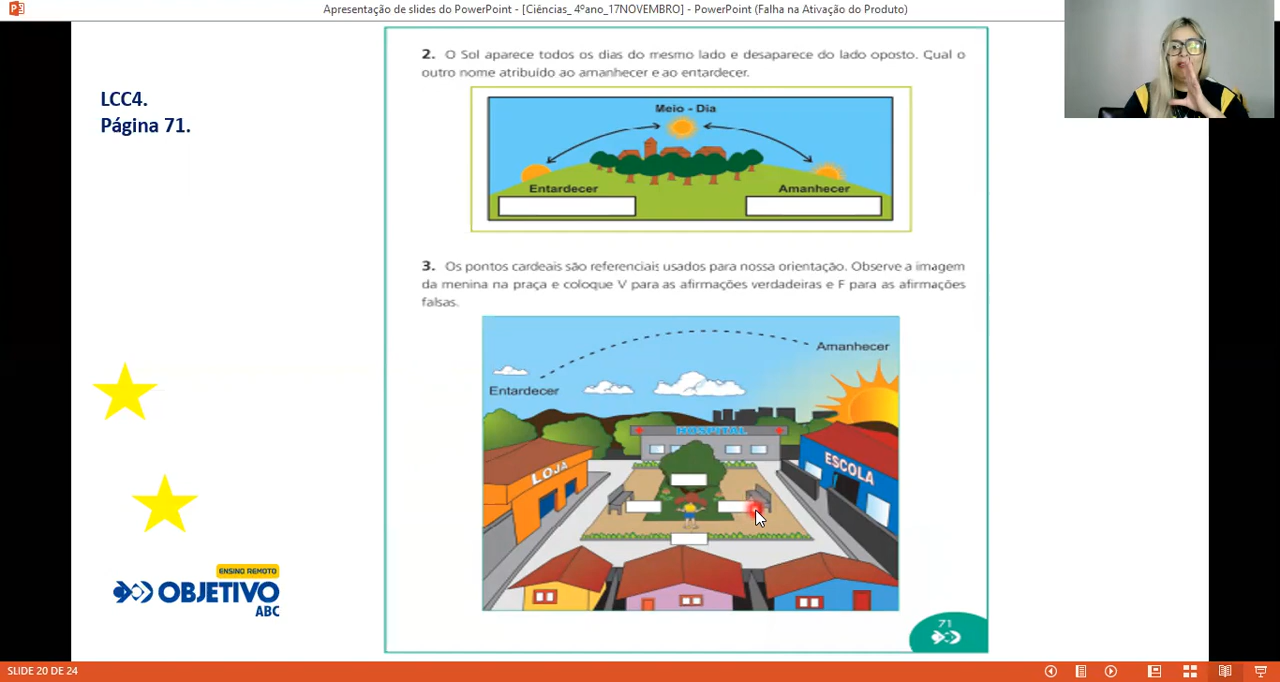 Apresentação de slides do PowerPoint - [Ciências_ 4ºano_17NOVEMBRO] - PowerPoint (Falha na Ativação do Produto)
LCC4.
Página 71.
2. O Sol aparece todos os dias do mesmo lado e desaparece do lado oposto. Qual o
outro nome atribuído ao amanhecer e ao entardecer.
Meio - Dia
Entardecer
Amanhecer
3. Os pontos cardeais são referenciais usados para nossa orientação. Observe a imagem
da menina na praça e coloque V para as afirmações verdadeiras e F para as afirmações
falsas.
Amanhecer
Entardecer
HOSPITAL
LOJA
ESCOLA
ENSINO REMOTO
OBJETIVO
ABC
71
SLIDE 20 DE 24